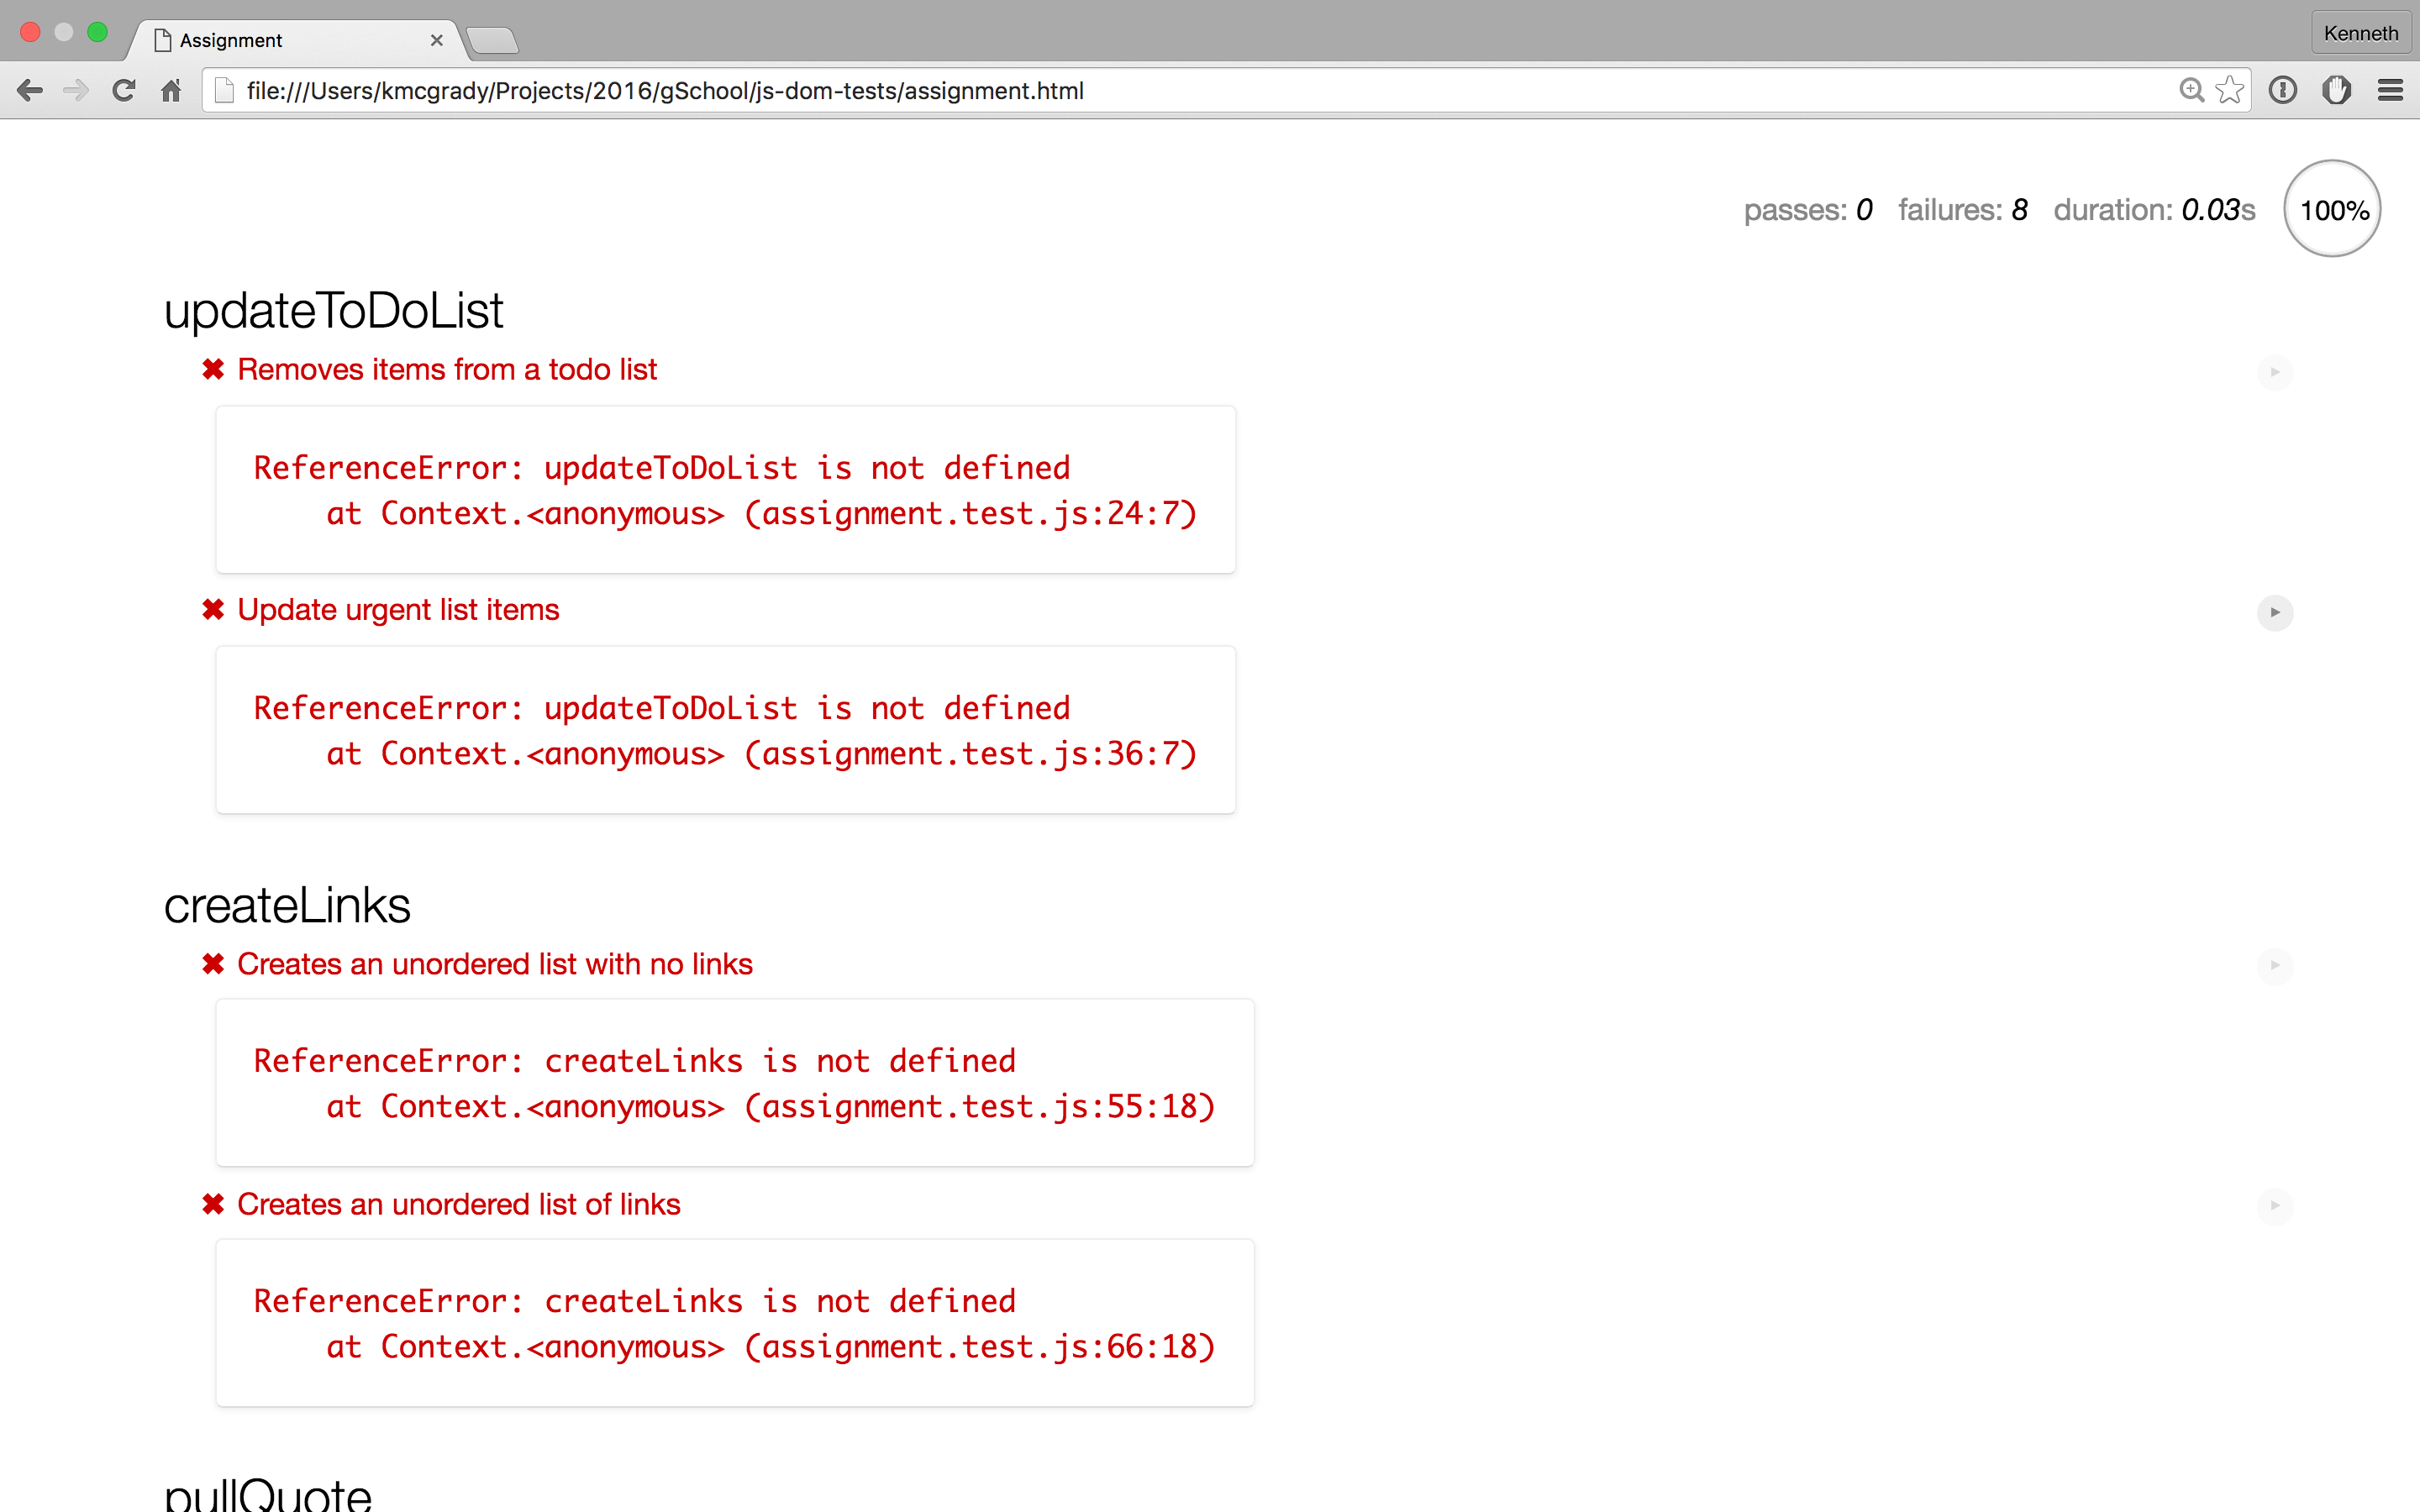 Assignment
Kenneth
file:///Users/kmcgrady/Projects/2016/gSchool/js-dom-tests/assignment.html
passes: 0 failures: 8 duration: 0.03s 100%
updateToDoList
✖ Removes items from a todo list
ReferenceError: updateToDoList is not defined
at Context.<anonymous> (assignment.test.js:24:7)
✖ Update urgent list items
ReferenceError: updateToDoList is not defined
at Context.<anonymous> (assignment.test.js:36:7)
createLinks
✖ Creates an unordered list with no links
ReferenceError: createLinks is not defined
at Context.<anonymous> (assignment.test.js:55:18)
✖ Creates an unordered list of links
ReferenceError: createLinks is not defined
at Context.<anonymous> (assignment.test.js:66:18)
pullQuote